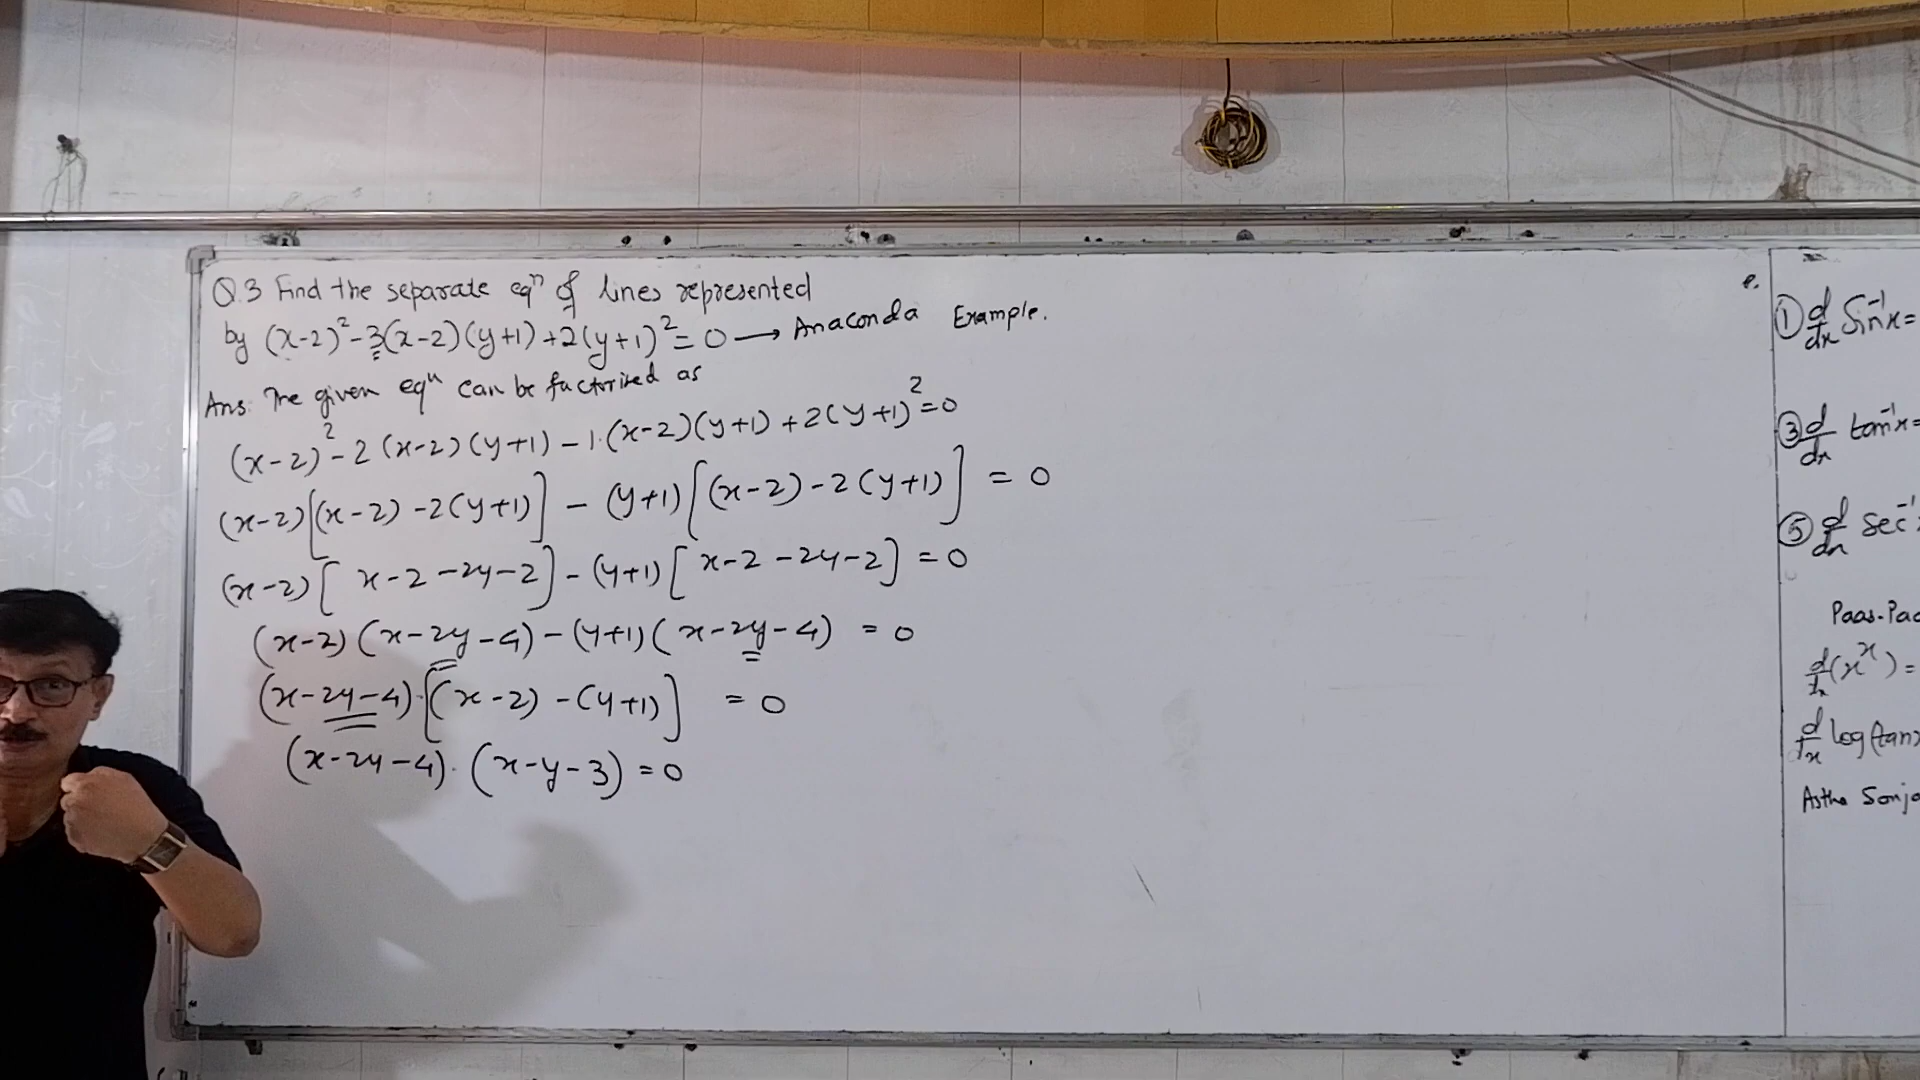 Q.3 Find the separate eqⁿ of lines represented
by (x-2)²-3(x-2)(y+1)+2(y+1)²=0 → Anaconda Example.
Ans: The given eqⁿ can be factorised as
(x-2)²-2(x-2)(y+1)-1.(x-2)(y+1)+2(y+1)²=0
(x-2)[(x-2)-2(y+1)] - (y+1)[(x-2)-2(y+1)] = 0
(x-2)[x-2-2y-2]-(y+1)[x-2-2y-2]=0
(x-2)(x-2y-4)-(y+1)(x-2y-4) = 0
(x-2y-4).[(x-2)-(y+1)] = 0
(x-2y-4).(x-y-3)=0
① d/dx Sin⁻¹x=
③ d/dx tan⁻¹x=
⑤ d/dx sec⁻¹
d/dx(xˣ)=
d/dx log(tan